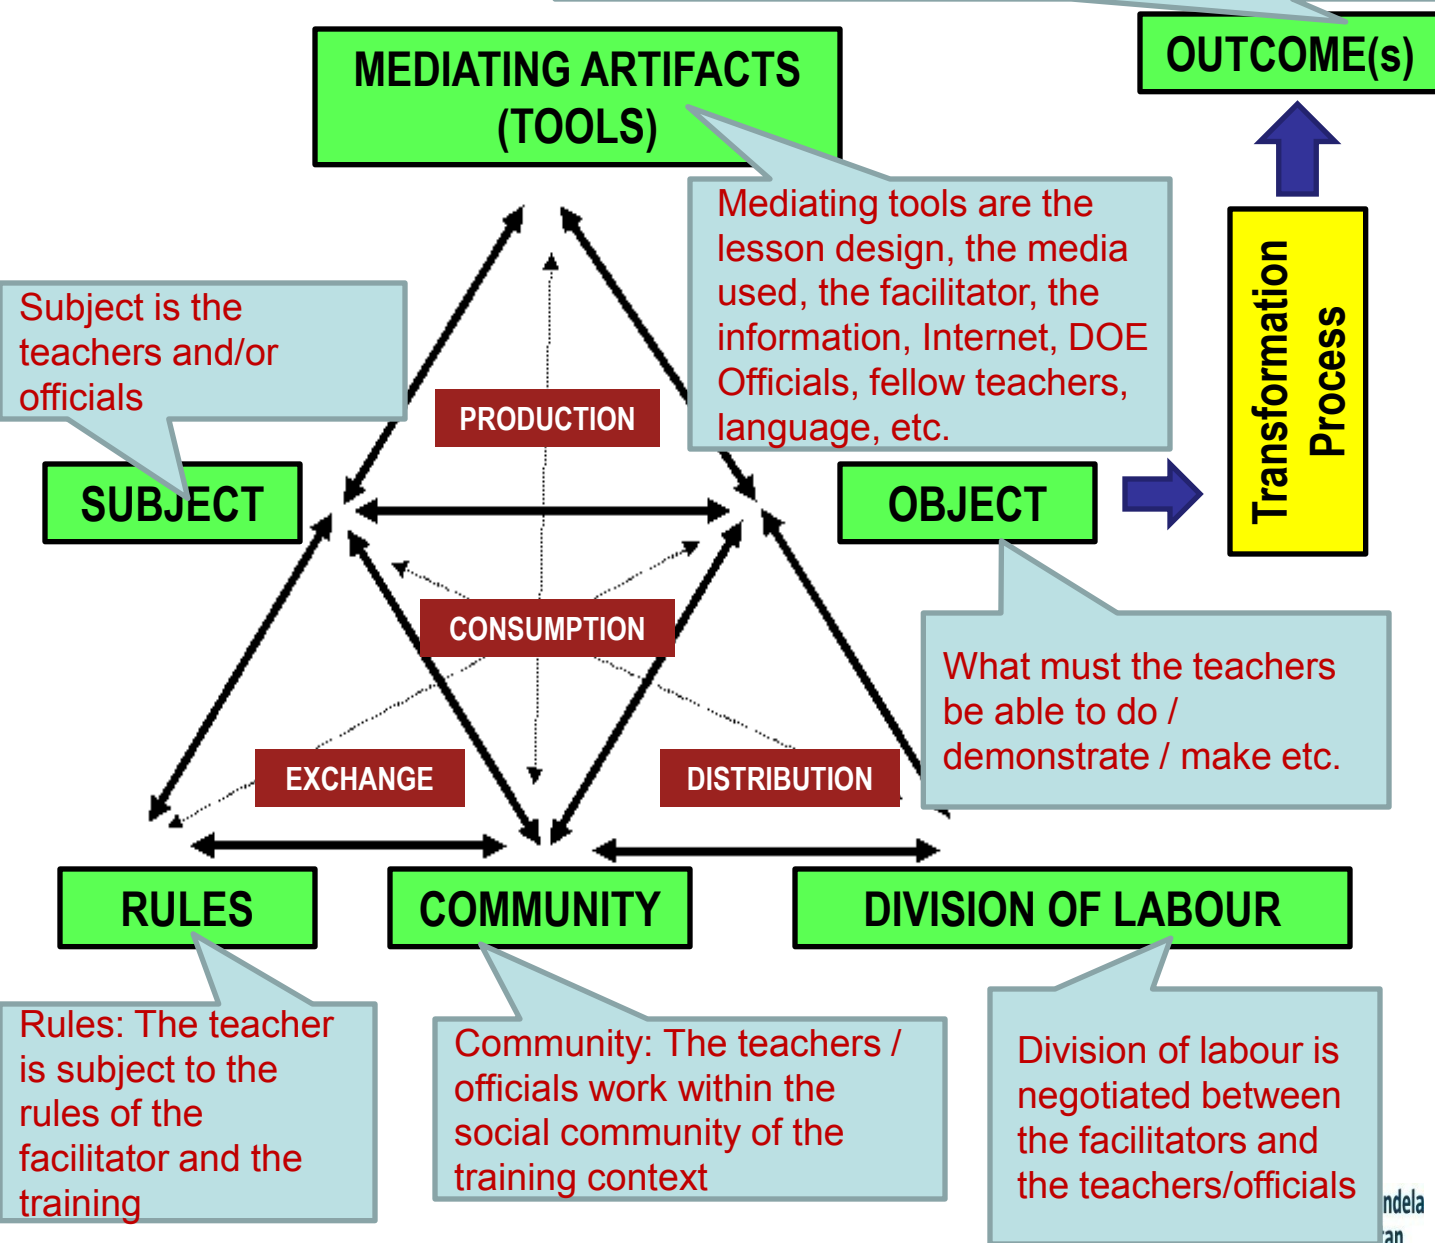 MEDIATING ARTIFACTS
(TOOLS)
OUTCOME(s)
Mediating tools are the
lesson design, the media
used, the facilitator, the
information, Internet, DOE
Officials, fellow teachers,
language, etc.
Subject is the
teachers and/or
officials
PRODUCTION
SUBJECT
OBJECT
Transformation
Process
CONSUMPTION
What must the teachers
be able to do /
demonstrate / make etc.
EXCHANGE
DISTRIBUTION
RULES
COMMUNITY
DIVISION OF LABOUR
Rules: The teacher
is subject to the
rules of the
facilitator and the
training
Community: The teachers /
officials work within the
social community of the
training context
Division of labour is
negotiated between
the facilitators and
the teachers/officials